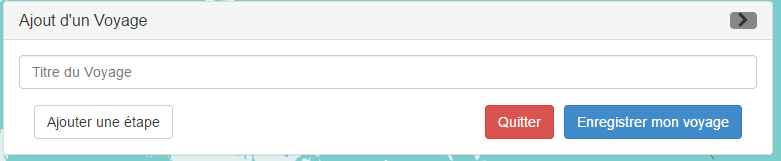 Ajout d'un Voyage
Titre du Voyage
Ajouter une étape
Quitter
Enregistrer mon voyage